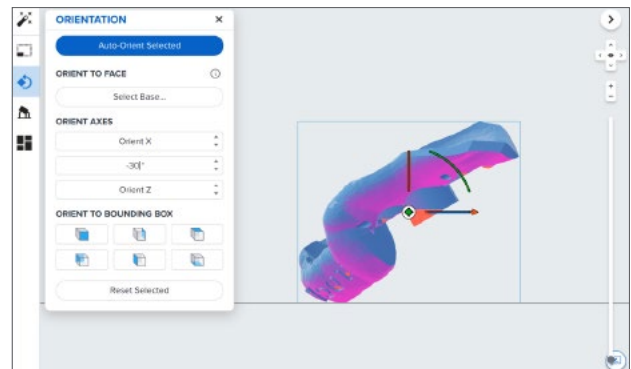 ORIENTATION ×
Auto-Orient Selected
ORIENT TO FACE
Select Base...
ORIENT AXES
Orient X
-30°
Orient Z
ORIENT TO BOUNDING BOX
Reset Selected